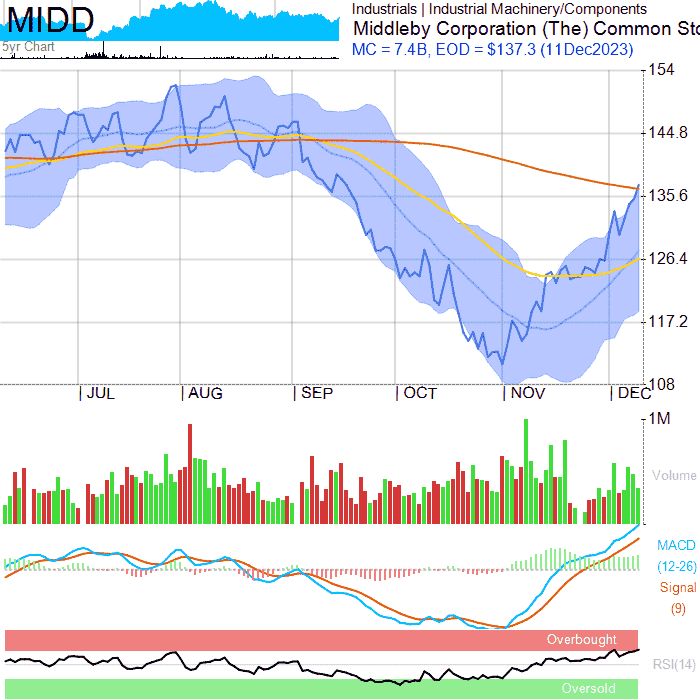 MIDD
5yr Chart
Industrials | Industrial Machinery/Components
Middleby Corporation (The) Common Sto
MC = 7.4B, EOD = $137.3 (11Dec2023)
154
144.8
135.6
126.4
117.2
108
JUL
AUG
SEP
OCT
NOV
DEC
1M
Volume
MACD
(12-26)
Signal
(9)
Overbought
RSI(14)
Oversold